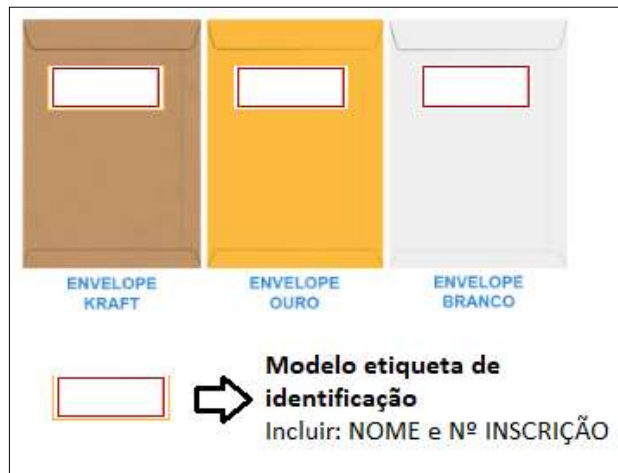 ENVELOPE
KRAFT
ENVELOPE
OURO
ENVELOPE
BRANCO
Modelo etiqueta de
identificação
Incluir: NOME e Nº INSCRIÇÃO